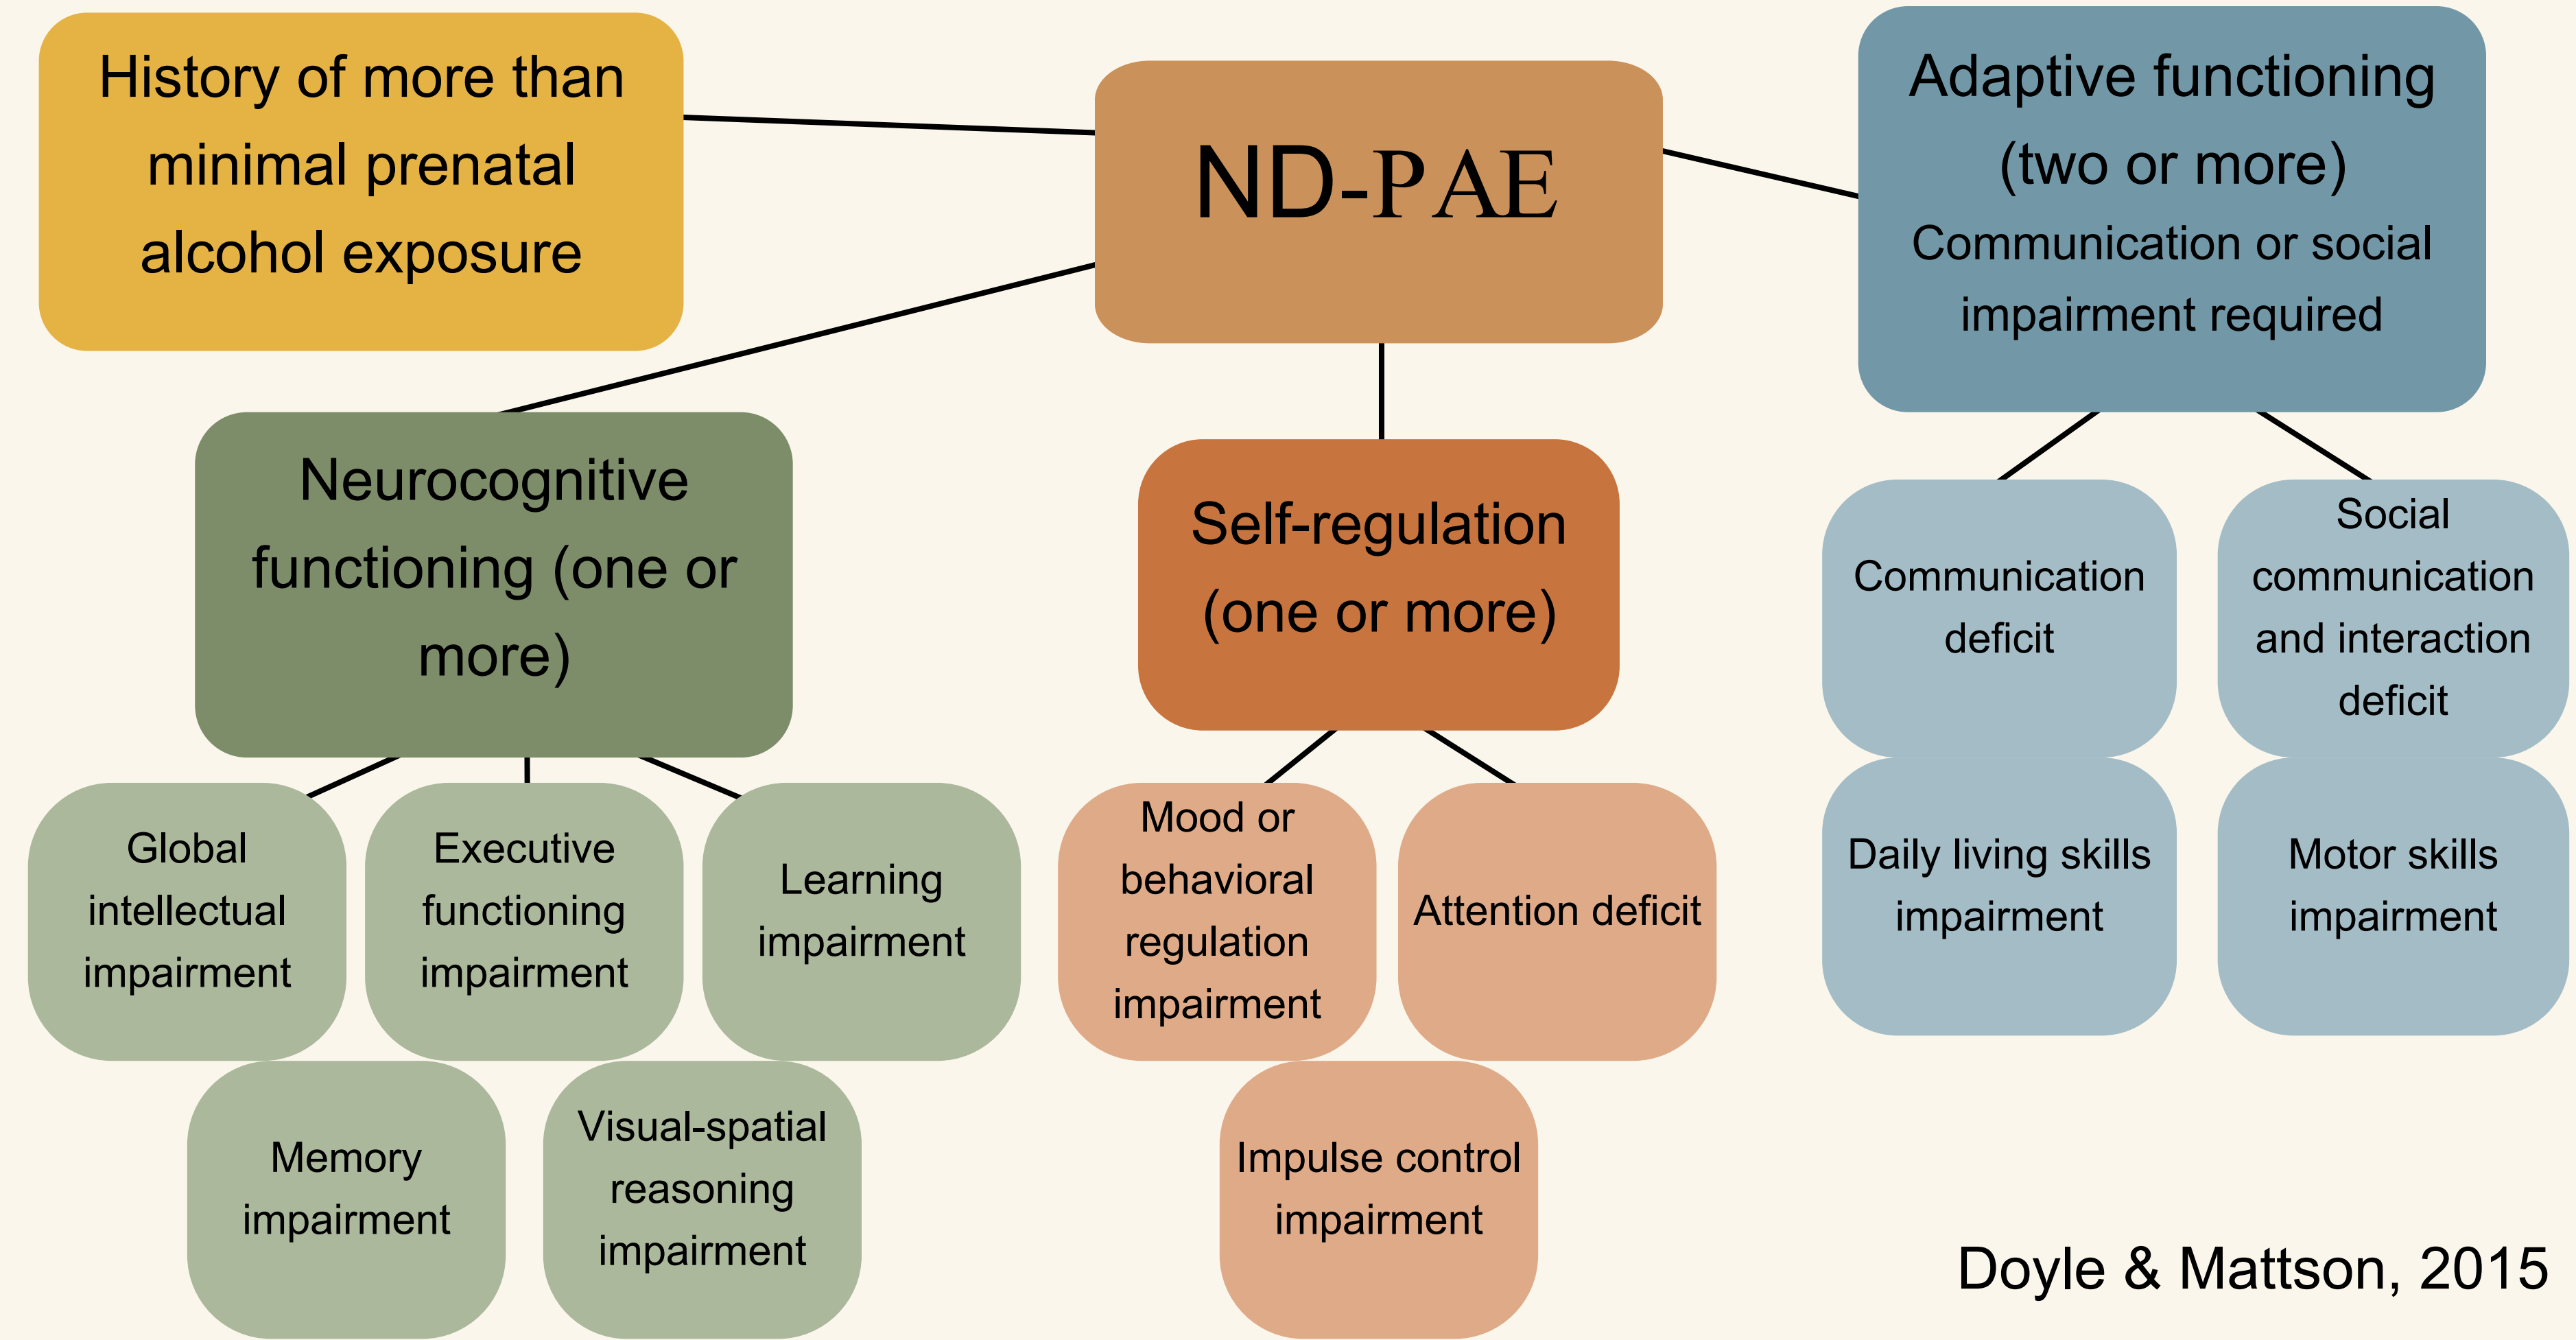 History of more than
minimal prenatal
alcohol exposure
ND-PAE
Adaptive functioning
(two or more)
Communication or social
impairment required
Neurocognitive
functioning (one or
more)
Self-regulation
(one or more)
Communication
deficit
Social
communication
and interaction
deficit
Global
intellectual
impairment
Executive
functioning
impairment
Learning
impairment
Mood or
behavioral
regulation
impairment
Attention deficit
Daily living skills
impairment
Motor skills
impairment
Memory
impairment
Visual-spatial
reasoning
impairment
Impulse control
impairment
Doyle & Mattson, 2015